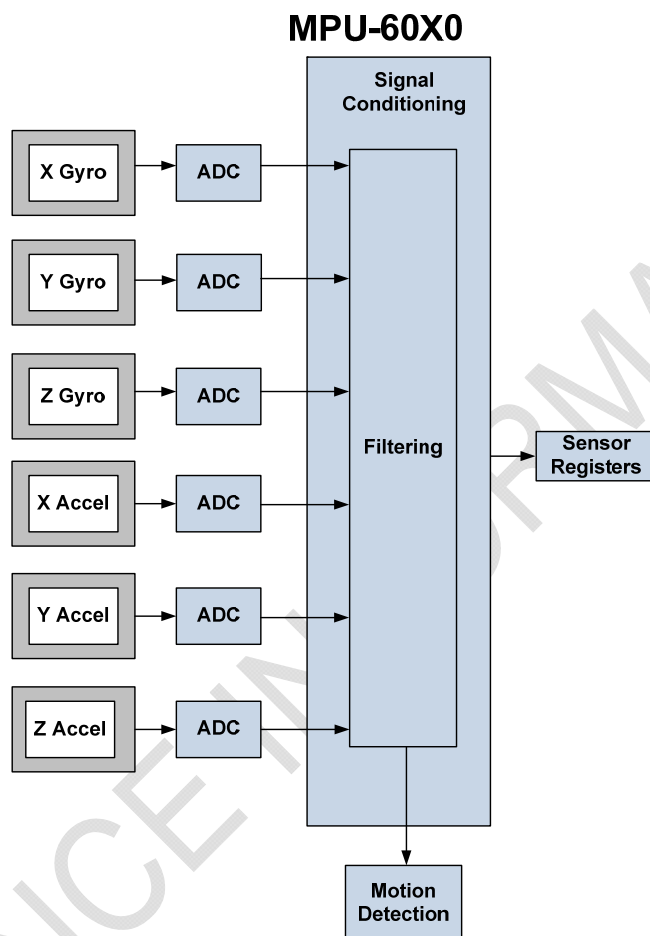 MPU-60X0
Signal
Conditioning
X Gyro
ADC
Y Gyro
ADC
Z Gyro
ADC
Filtering
Sensor
Registers
X Accel
ADC
Y Accel
ADC
Z Accel
ADC
Motion
Detection